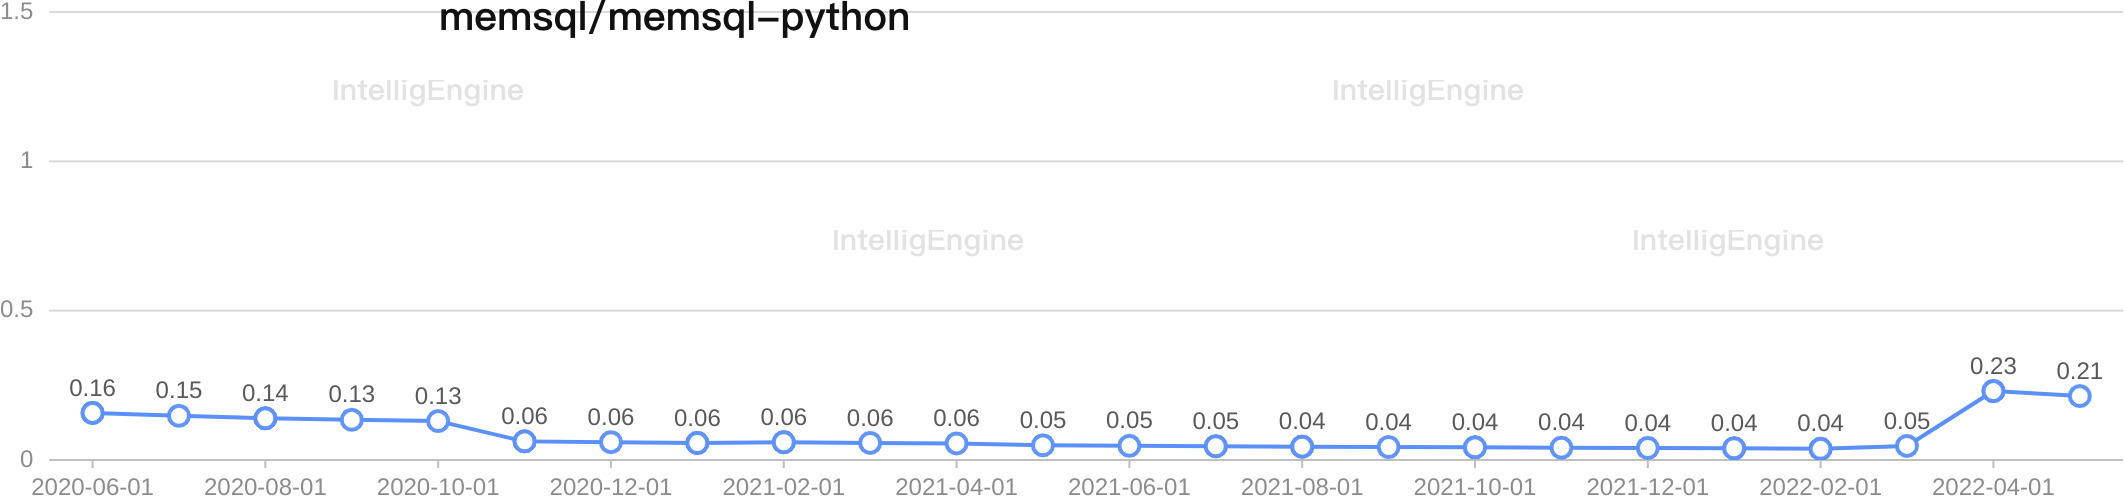 memsql/memsql-python
1.5
IntelligEngine IntelligEngine
1
IntelligEngine IntelligEngine
0.5
0.16 0.15 0.14 0.13 0.13 0.06 0.06 0.06 0.06 0.06 0.06 0.05 0.05 0.05 0.04 0.04 0.04 0.04 0.04 0.04 0.04 0.05 0.23 0.21
0
2020-06-01 2020-08-01 2020-10-01 2020-12-01 2021-02-01 2021-04-01 2021-06-01 2021-08-01 2021-10-01 2021-12-01 2022-02-01 2022-04-01